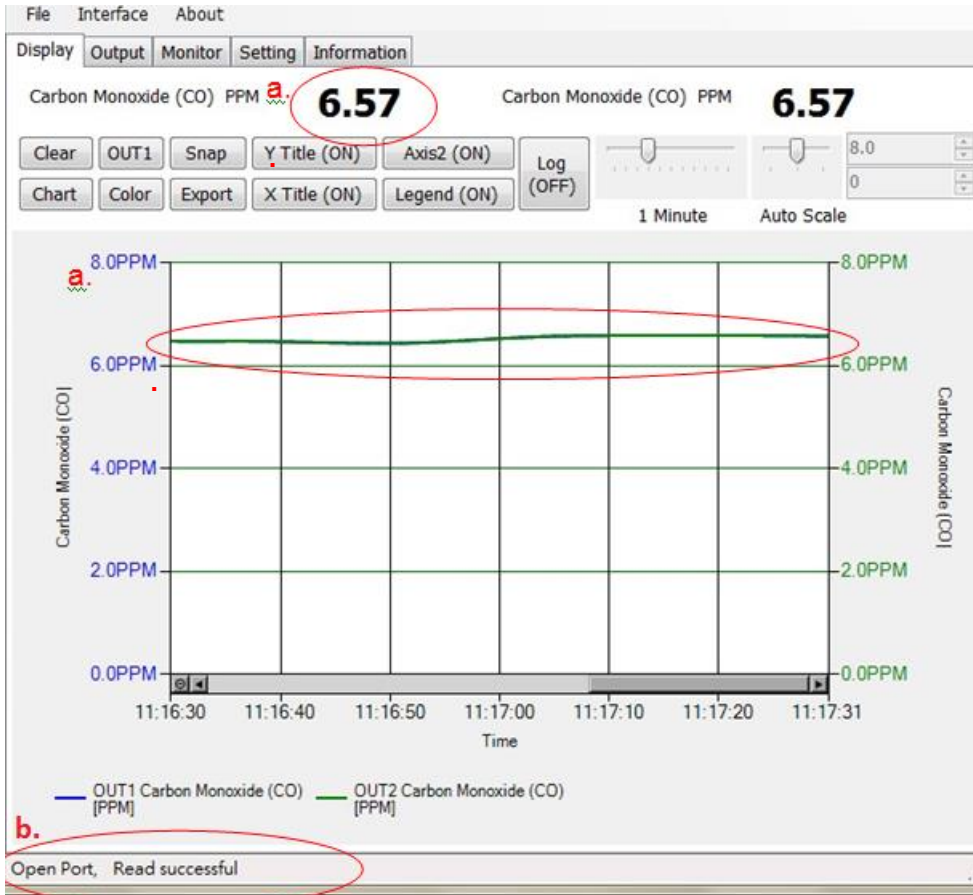 File Interface About
Display Output Monitor Setting Information
Carbon Monoxide (CO) PPM a. 6.57 Carbon Monoxide (CO) PPM 6.57
Clear OUT1 Snap Y Title (ON) Axis2 (ON) Log (OFF) 8.0
Chart Color Export X Title (ON) Legend (ON) 0
1 Minute Auto Scale
a.
8.0PPM 8.0PPM
6.0PPM 6.0PPM
4.0PPM 4.0PPM
2.0PPM 2.0PPM
0.0PPM 0.0PPM
Carbon Monoxide (CO]
Carbon Monoxide (CO]
11:16:30 11:16:40 11:16:50 11:17:00 11:17:10 11:17:20 11:17:31
Time
OUT1 Carbon Monoxide (CO) OUT2 Carbon Monoxide (CO)
[PPM] [PPM]
b.
Open Port, Read successful